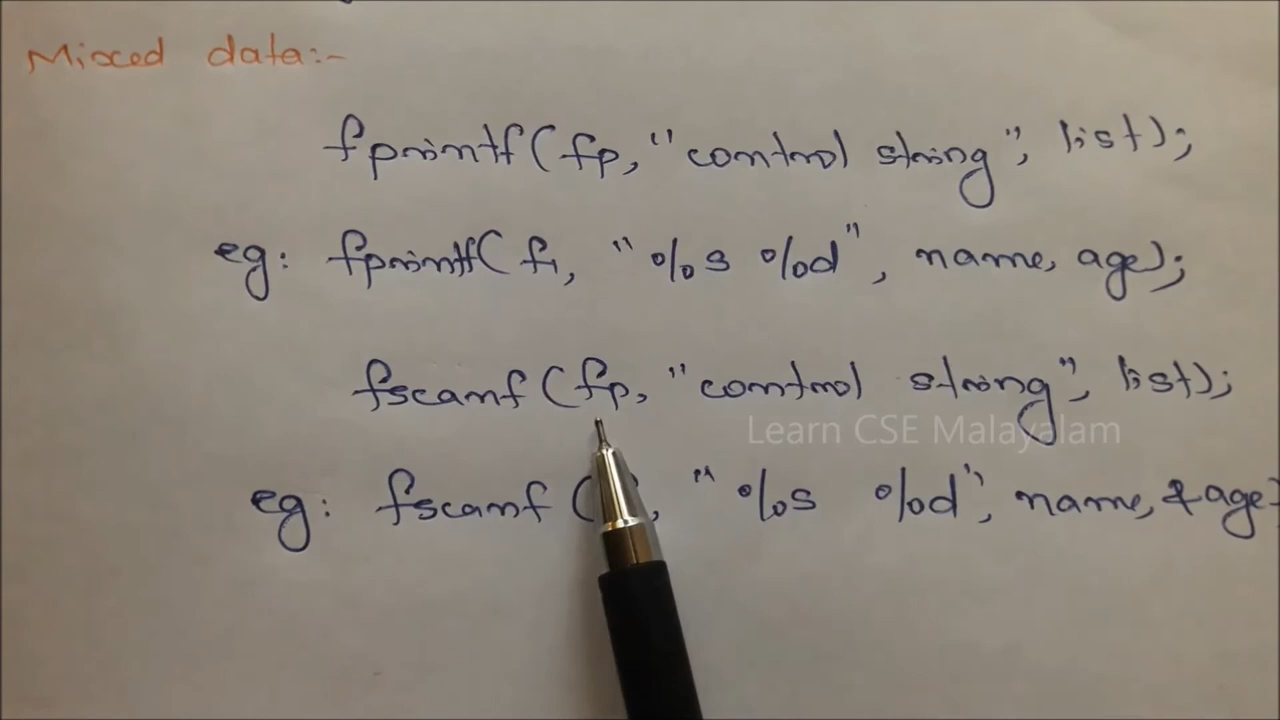 Mixed data:-
fprintf(fp, "control string", list);
eg: fprintf(f1, "%s %d", name, age);
fscanf(fp, "control string", list);
Learn CSE Malayalam
eg: fscanf( , "%s %d", name, &age)